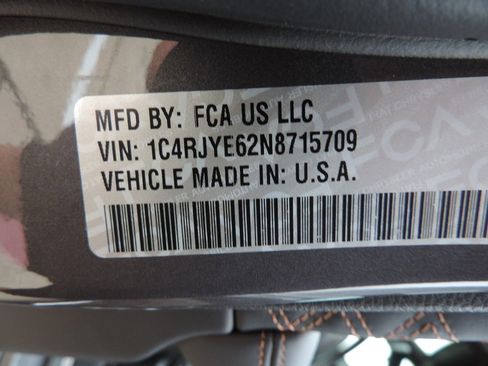 MFD BY: FCA US LLC
VIN: 1C4RJYE62N8715709
VEHICLE MADE IN: U.S.A.